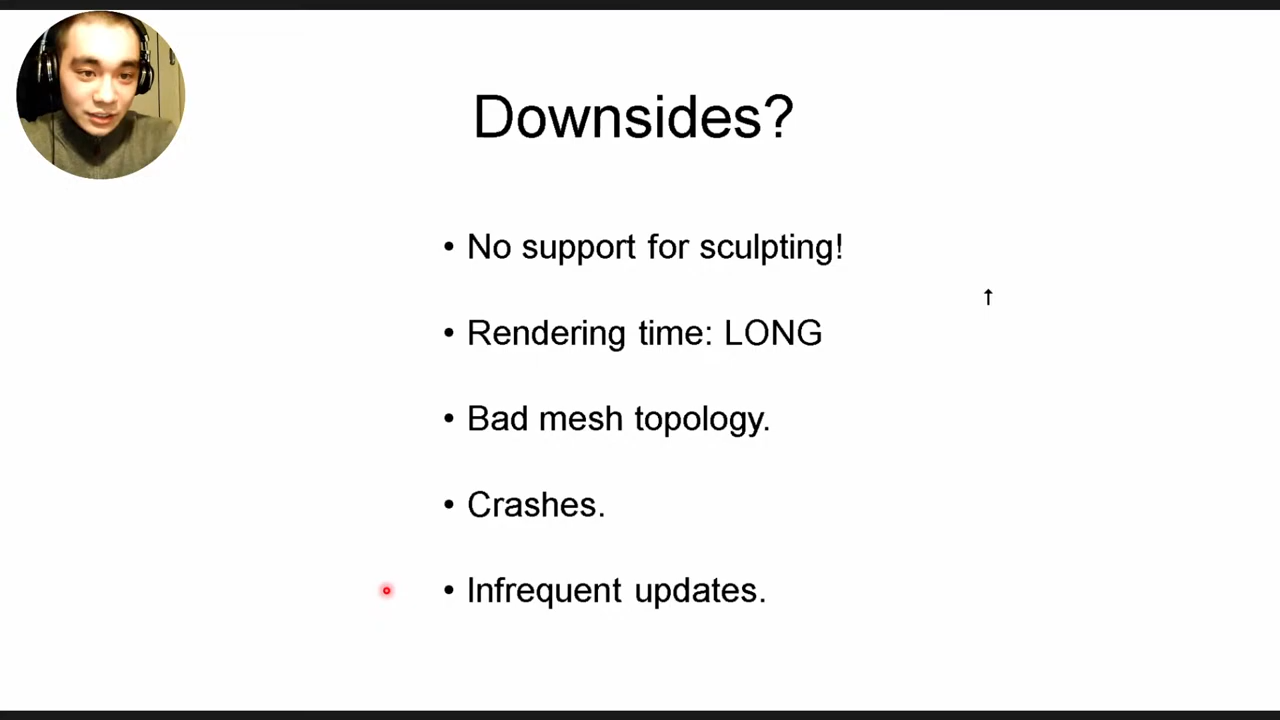 Downsides?
• No support for sculpting!
• Rendering time: LONG
• Bad mesh topology.
• Crashes.
• Infrequent updates.